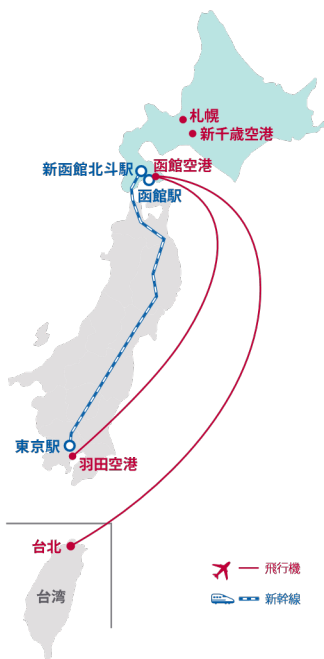 札幌
新千歳空港
新函館北斗駅
函館空港
函館駅
東京駅
羽田空港
台北
台湾
飛行機
新幹線